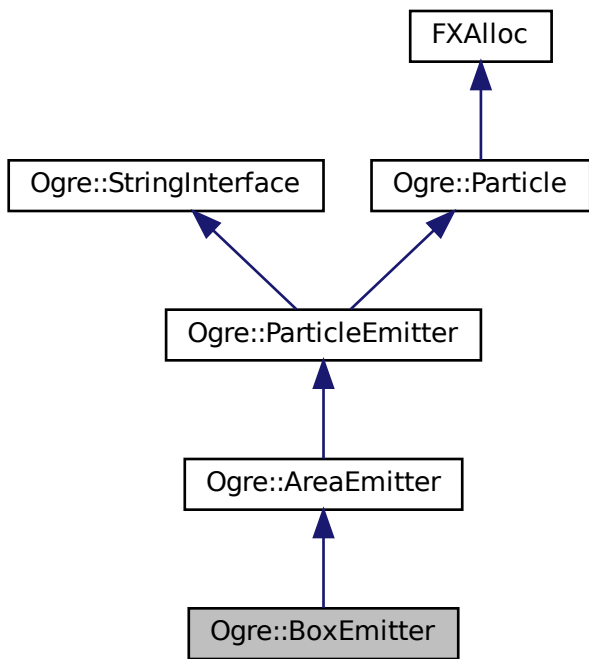 FXAlloc
Ogre::StringInterface
Ogre::Particle
Ogre::ParticleEmitter
Ogre::AreaEmitter
Ogre::BoxEmitter